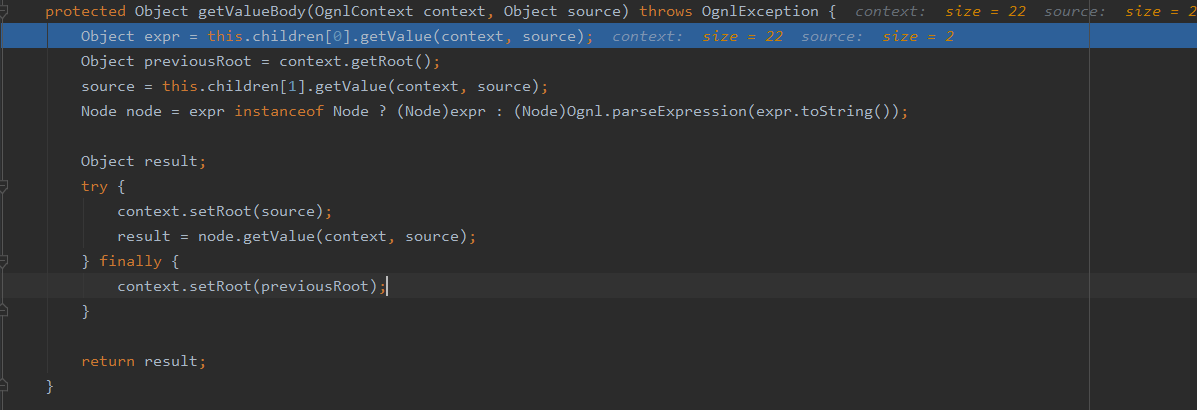 protected Object getValueBody(OgnlContext context, Object source) throws OgnlException {  context:  size = 22  source:  size = 2
    Object expr = this.children[0].getValue(context, source);  context:  size = 22  source:  size = 2
    Object previousRoot = context.getRoot();
    source = this.children[1].getValue(context, source);
    Node node = expr instanceof Node ? (Node)expr : (Node)Ognl.parseExpression(expr.toString());
    Object result;
    try {
        context.setRoot(source);
        result = node.getValue(context, source);
    } finally {
        context.setRoot(previousRoot);
    }
    return result;
}